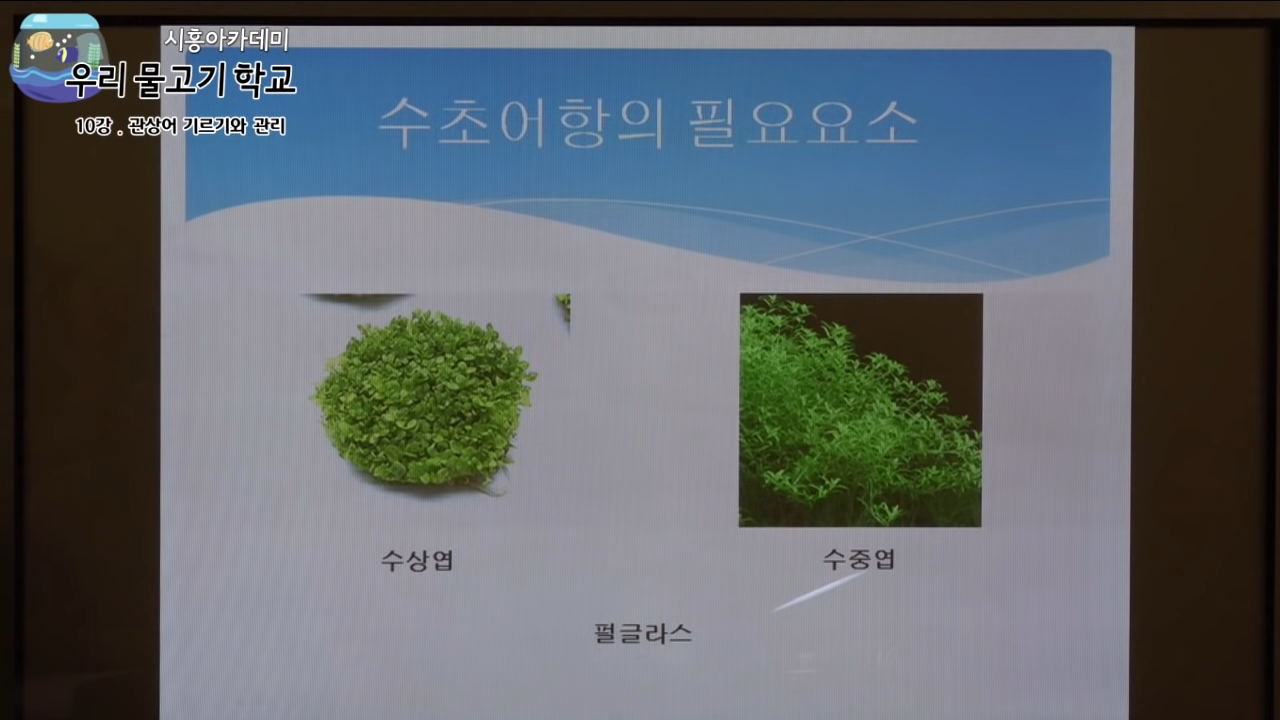 시흥아카데미
우리 물고기 학교
10강 . 관상어 기르기와 관리
수초어항의 필요요소
수상엽
수중엽
펄글라스